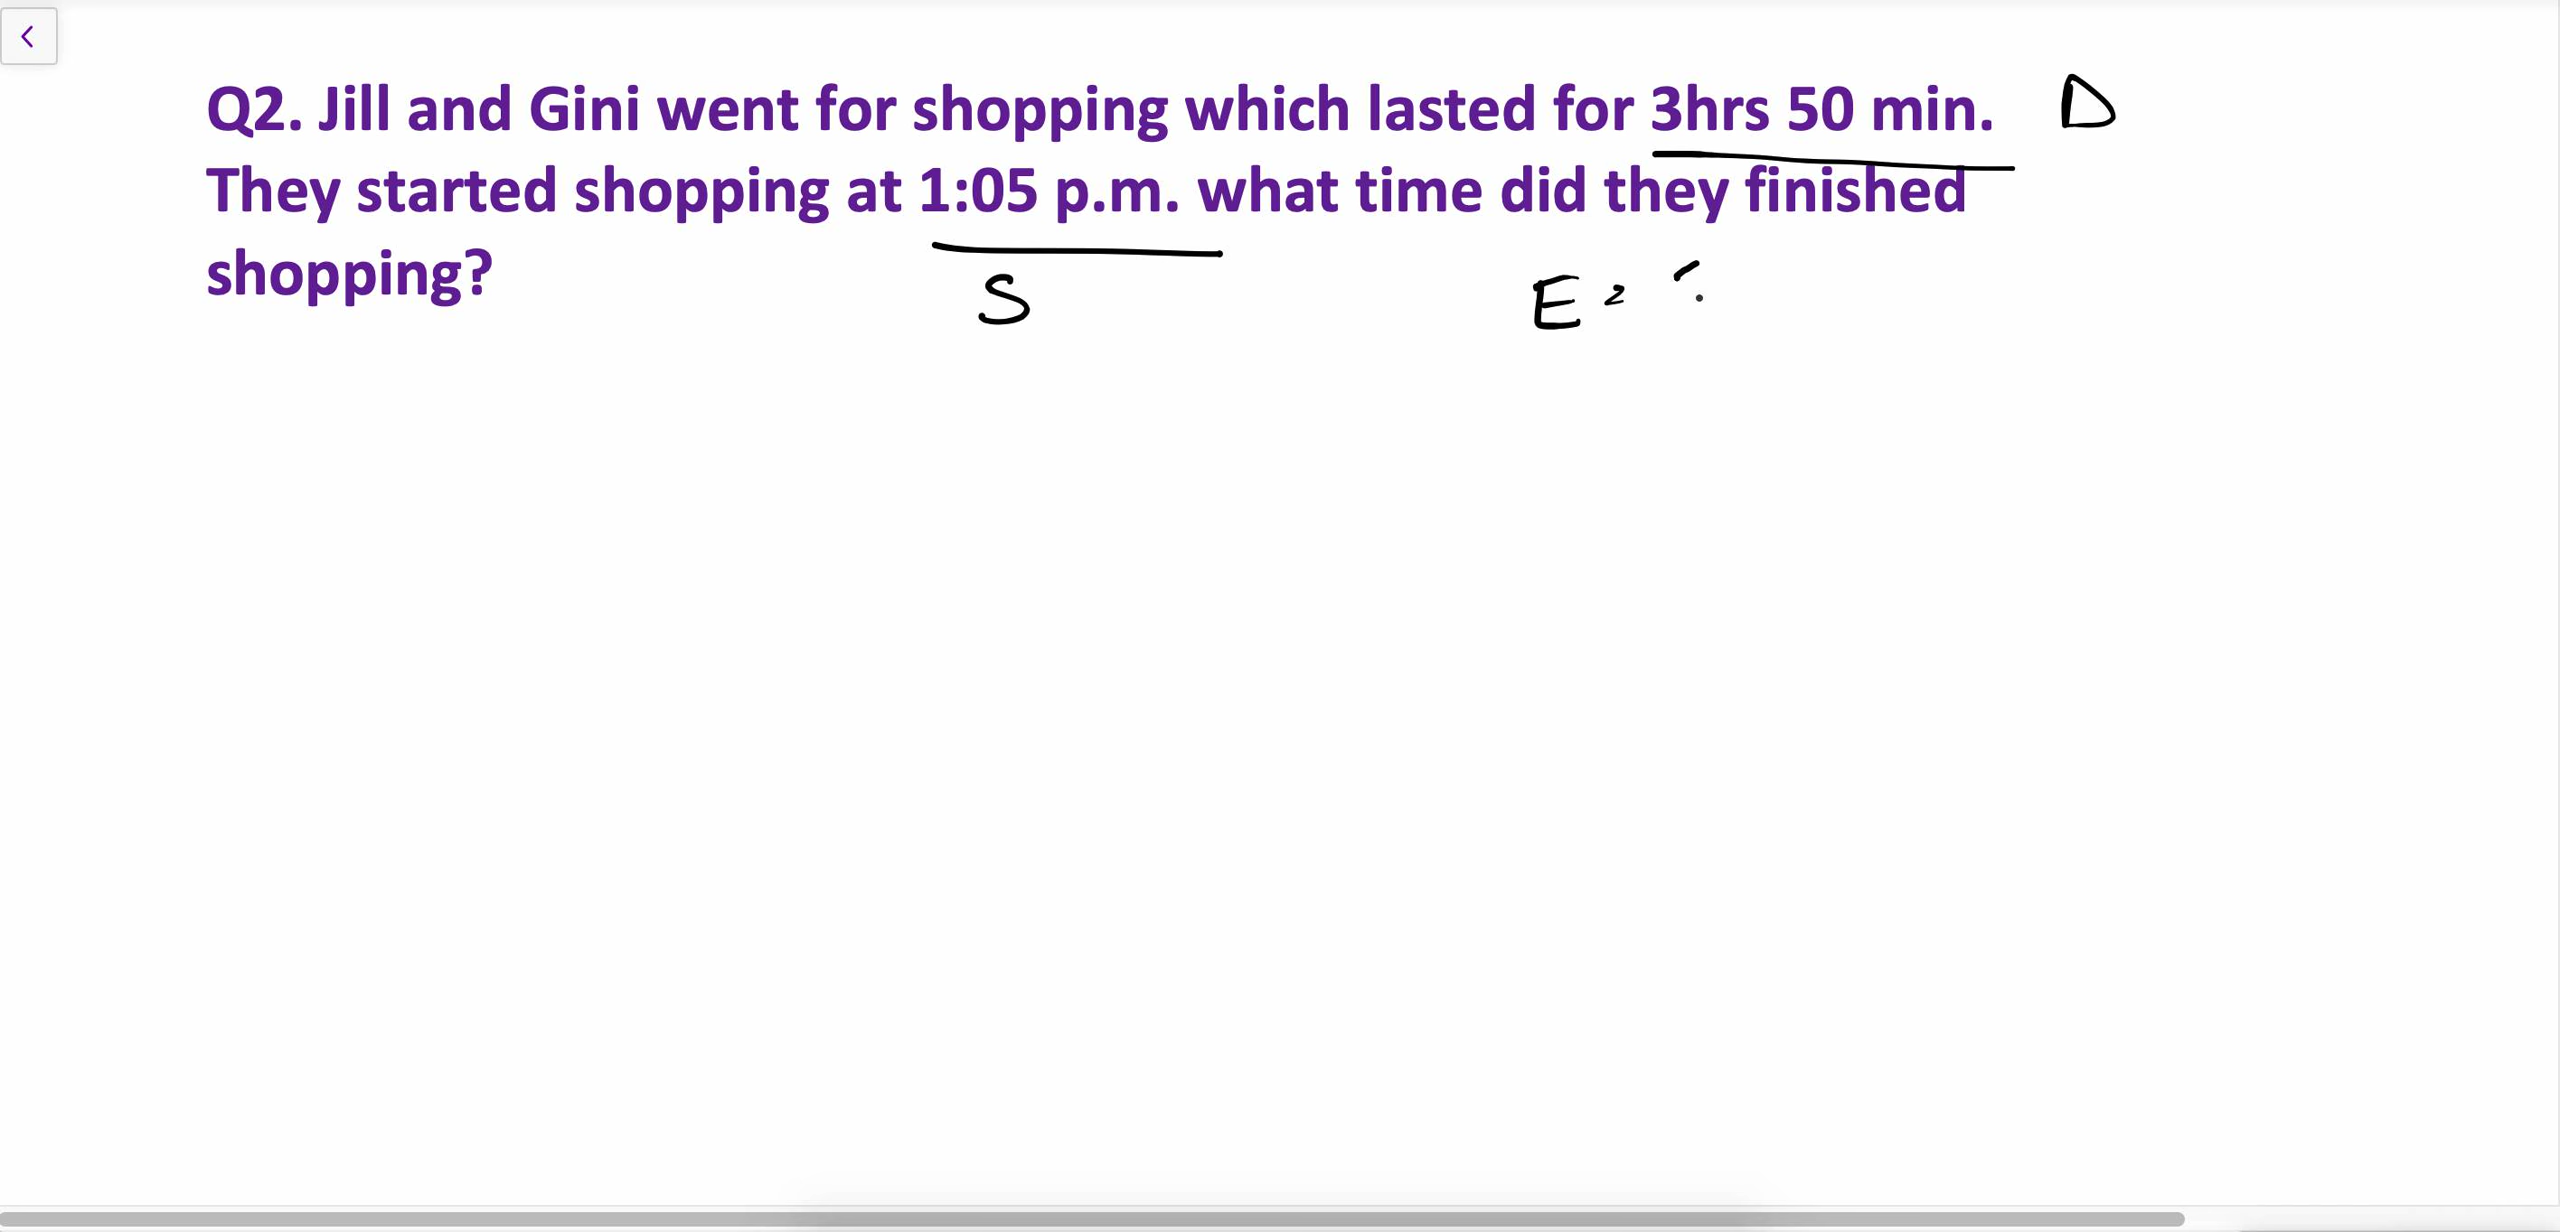 Q2. Jill and Gini went for shopping which lasted for 3hrs 50 min. D
They started shopping at 1:05 p.m. what time did they finished
shopping?
S E = ?